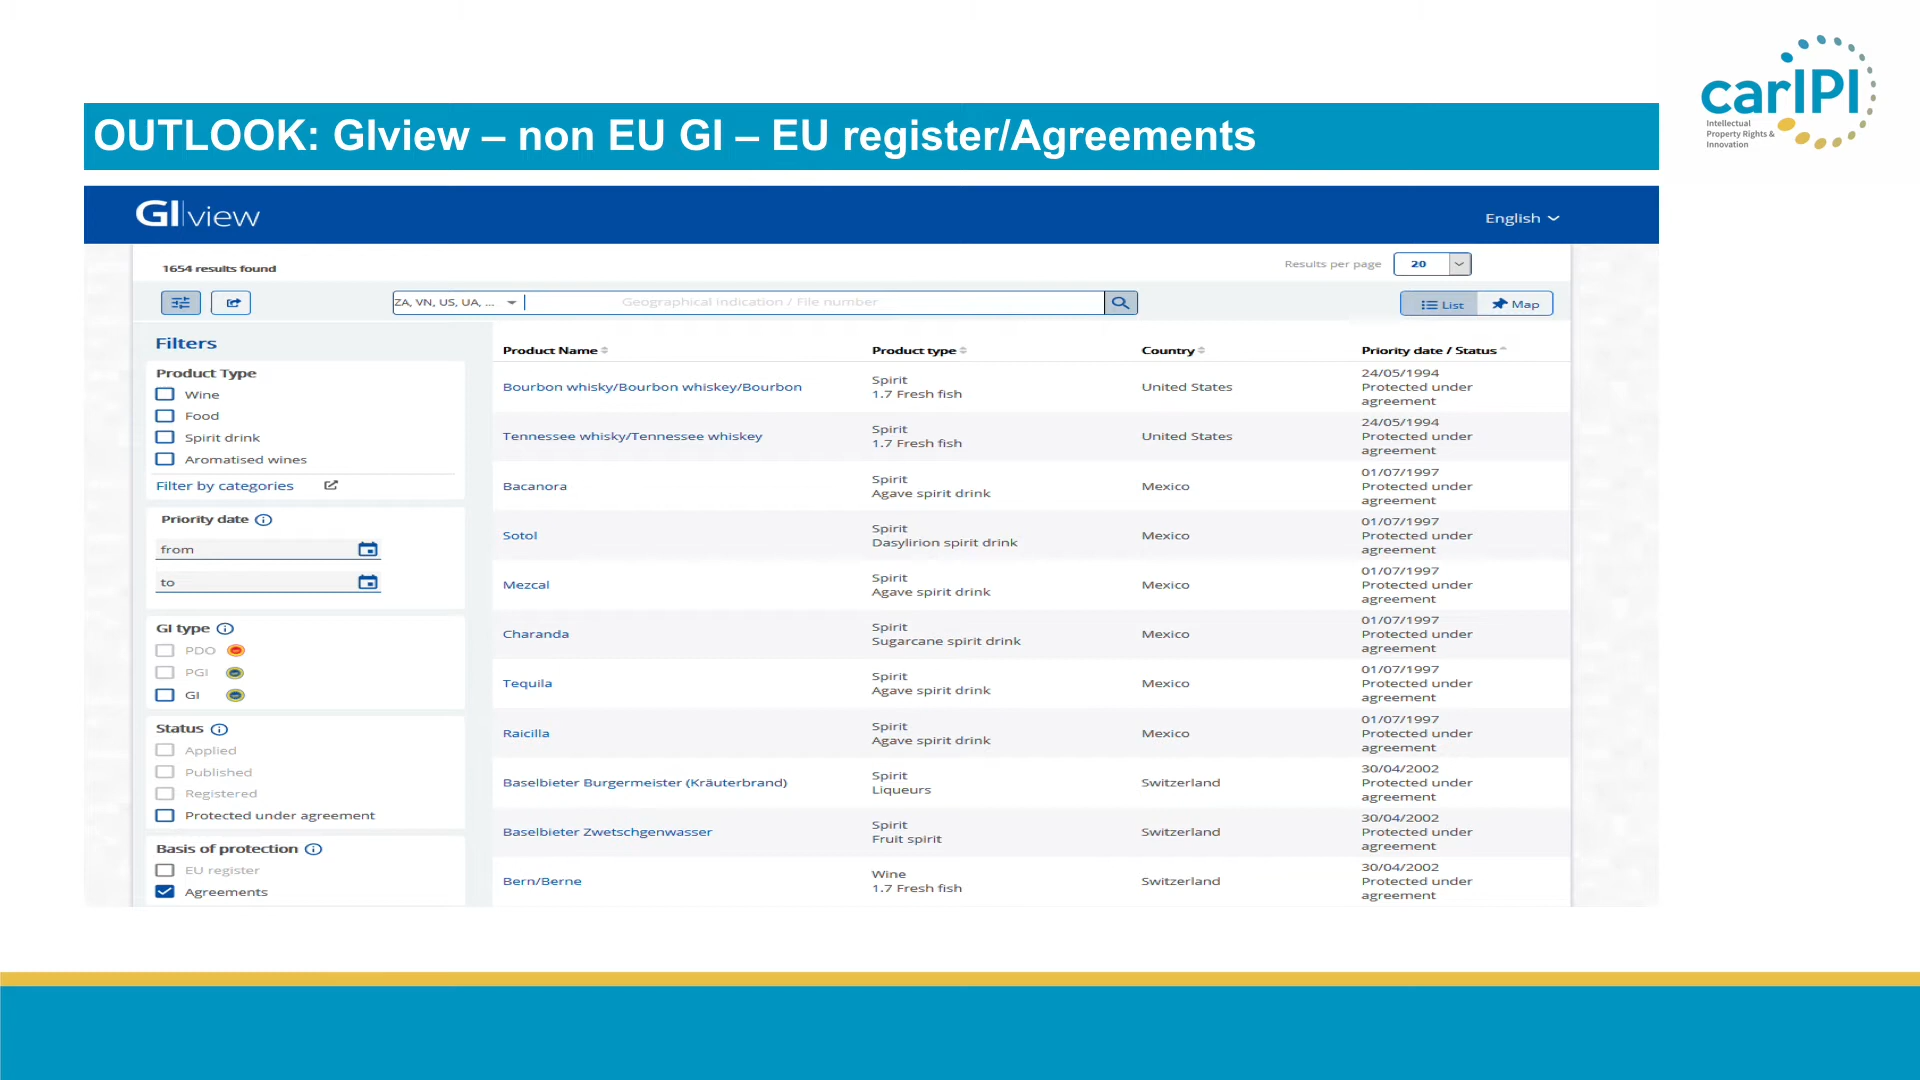 carIPI
Intellectual
Property Rights &
Innovation
OUTLOOK: GIview – non EU GI – EU register/Agreements
GIview
English
1654 results found
Results per page 20
ZA, VN, US, UA, ... Geographical indication / File number
List Map
Filters
Product Type
Wine
Food
Spirit drink
Aromatised wines
Filter by categories
Priority date
from
to
GI type
PDO
PGI
GI
Status
Applied
Published
Registered
Protected under agreement
Basis of protection
EU register
Agreements
Product Name Product type Country Priority date / Status
Bourbon whisky/Bourbon whiskey/Bourbon
Spirit
1.7 Fresh fish
United States
24/05/1994
Protected under
agreement
Tennessee whisky/Tennessee whiskey
Spirit
1.7 Fresh fish
United States
24/05/1994
Protected under
agreement
Bacanora
Spirit
Agave spirit drink
Mexico
01/07/1997
Protected under
agreement
Sotol
Spirit
Dasylirion spirit drink
Mexico
01/07/1997
Protected under
agreement
Mezcal
Spirit
Agave spirit drink
Mexico
01/07/1997
Protected under
agreement
Charanda
Spirit
Sugarcane spirit drink
Mexico
01/07/1997
Protected under
agreement
Tequila
Spirit
Agave spirit drink
Mexico
01/07/1997
Protected under
agreement
Raicilla
Spirit
Agave spirit drink
Mexico
01/07/1997
Protected under
agreement
Baselbieter Burgermeister (Kräuterbrand)
Spirit
Liqueurs
Switzerland
30/04/2002
Protected under
agreement
Baselbieter Zwetschgenwasser
Spirit
Fruit spirit
Switzerland
30/04/2002
Protected under
agreement
Bern/Berne
Wine
1.7 Fresh fish
Switzerland
30/04/2002
Protected under
agreement